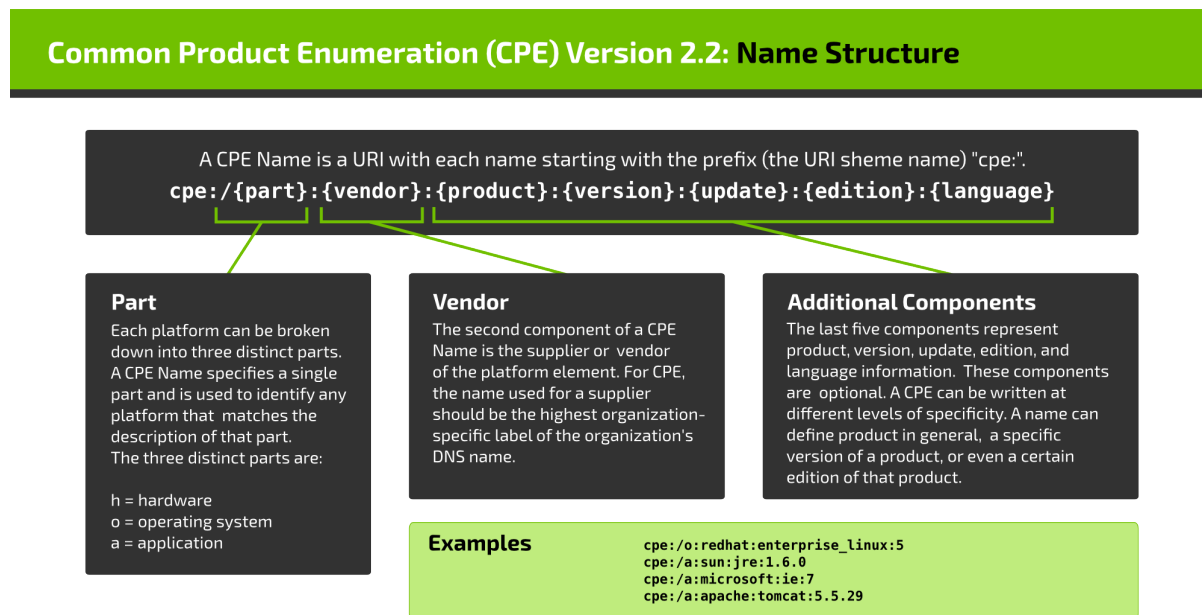 Common Product Enumeration (CPE) Version 2.2: Name Structure
A CPE Name is a URI with each name starting with the prefix (the URI sheme name) "cpe:".
cpe:/{part}:{vendor}:{product}:{version}:{update}:{edition}:{language}
Part
Each platform can be broken
down into three distinct parts.
A CPE Name specifies a single
part and is used to identify any
platform that matches the
description of that part.
The three distinct parts are:
h = hardware
o = operating system
a = application
Vendor
The second component of a CPE
Name is the supplier or vendor
of the platform element. For CPE,
the name used for a supplier
should be the highest organization-
specific label of the organization's
DNS name.
Additional Components
The last five components represent
product, version, update, edition, and
language information. These components
are optional. A CPE can be written at
different levels of specificity. A name can
define product in general, a specific
version of a product, or even a certain
edition of that product.
Examples
cpe:/o:redhat:enterprise_linux:5
cpe:/a:sun:jre:1.6.0
cpe:/a:microsoft:ie:7
cpe:/a:apache:tomcat:5.5.29